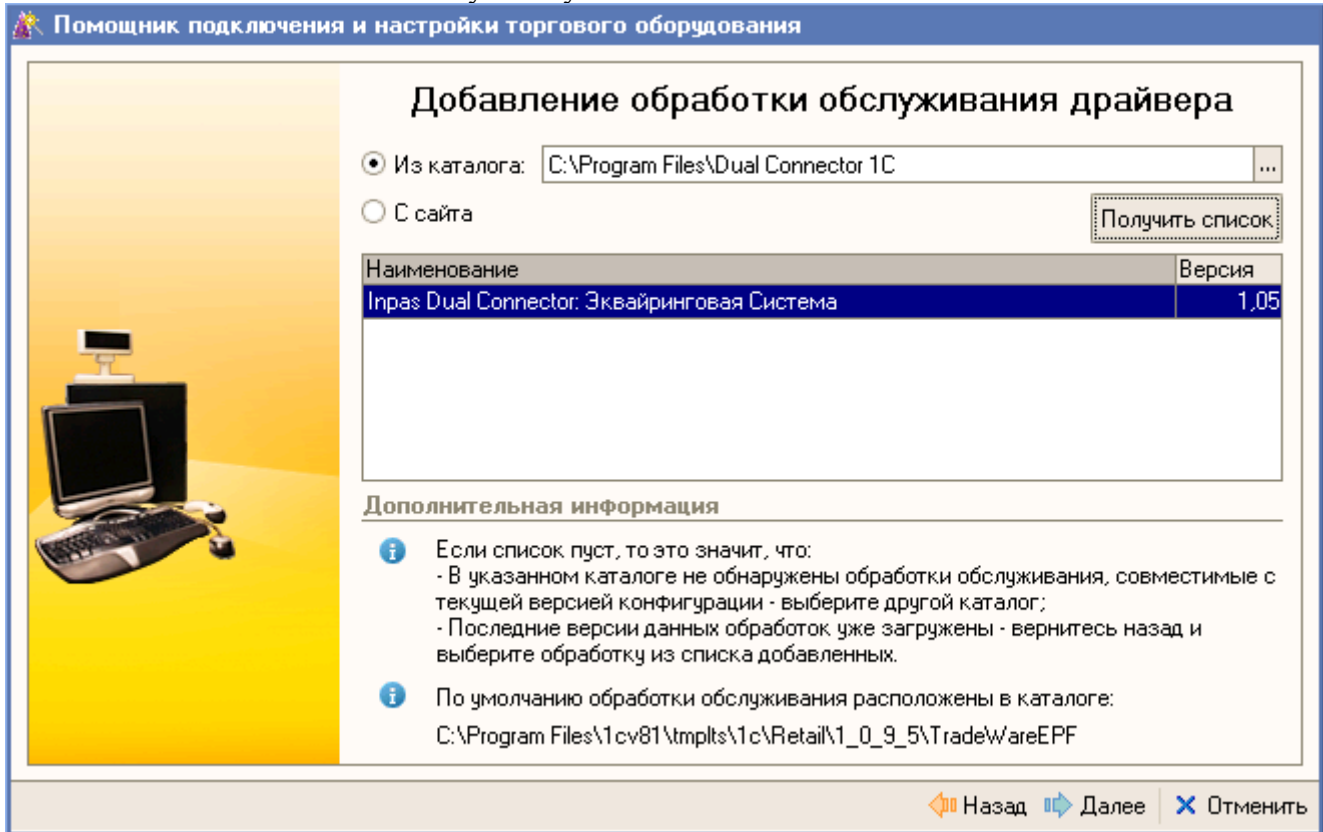 Помощник подключения и настройки торгового оборудования
Добавление обработки обслуживания драйвера
Из каталога: C:\Program Files\Dual Connector 1C ...
С сайта
Получить список
Наименование Версия
Inpas Dual Connector: Эквайринговая Система 1,05
Дополнительная информация
Если список пуст, то это значит, что:
- В указанном каталоге не обнаружены обработки обслуживания, совместимые с
текущей версией конфигурации - выберите другой каталог;
- Последние версии данных обработок уже загружены - вернитесь назад и
выберите обработку из списка добавленных.
По умолчанию обработки обслуживания расположены в каталоге:
C:\Program Files\1cv81\tmplts\1c\Retail\1_0_9_5\TradeWareEPF
Назад Далее Отменить